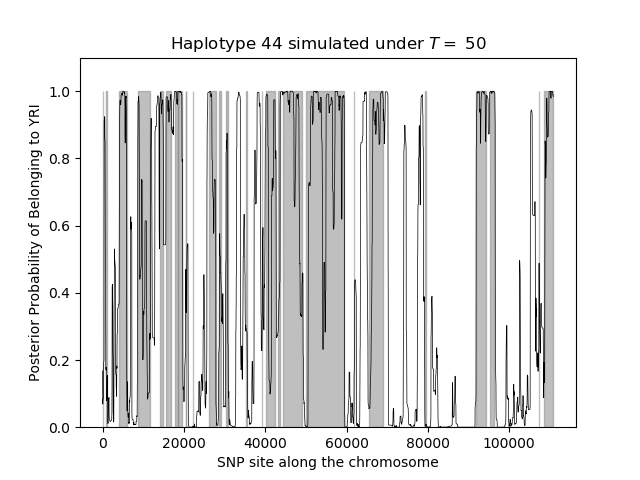 Haplotype 44 simulated under T = 50
Posterior Probability of Belonging to YRI
1.0
0.8
0.6
0.4
0.2
0.0
0 20000 40000 60000 80000 100000
SNP site along the chromosome